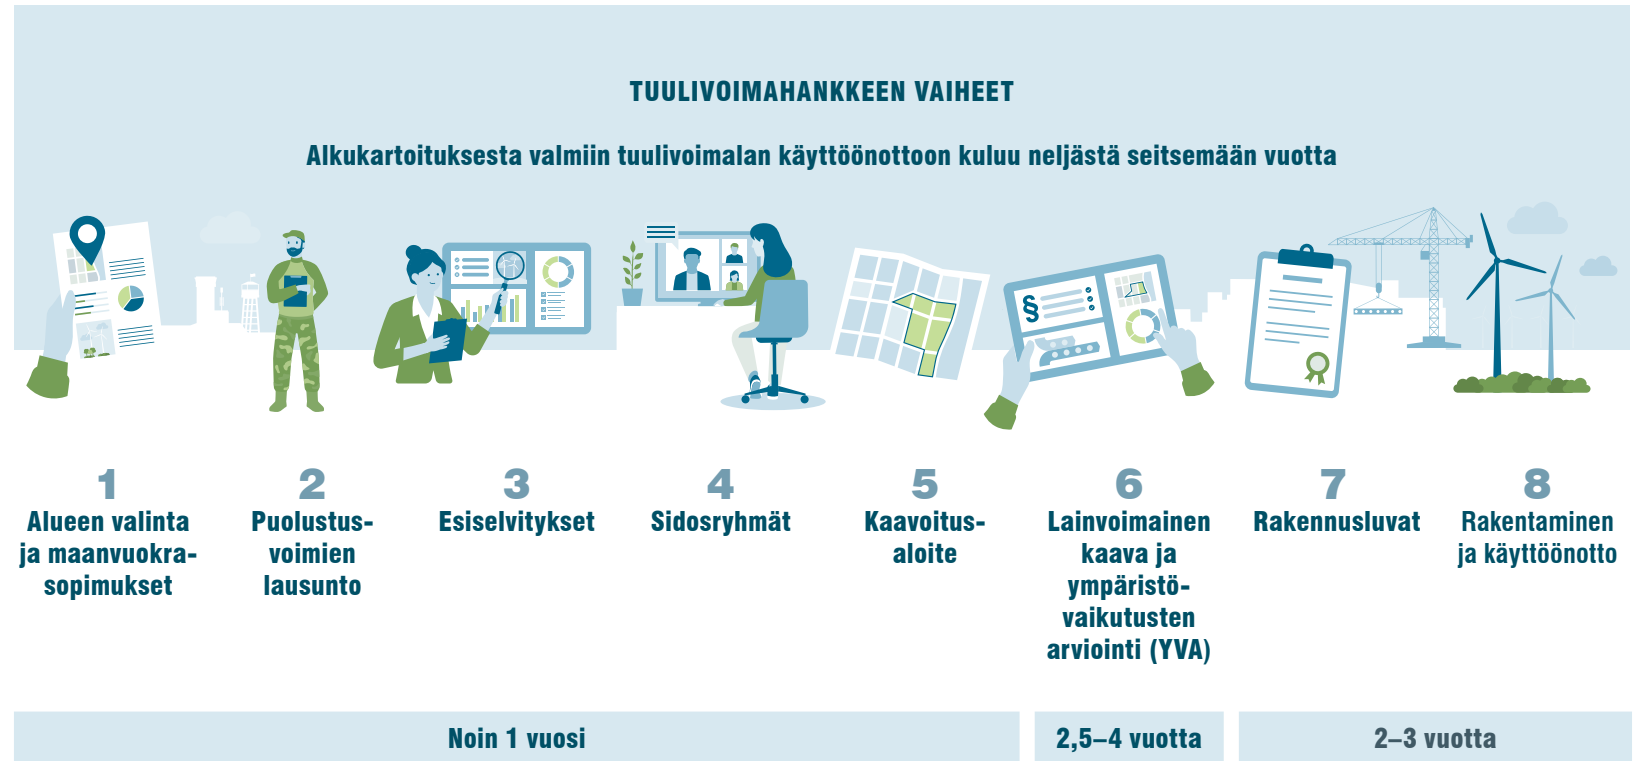 TUULIVOIMAHANKKEEN VAIHEET
Alkukartoituksesta valmiin tuulivoimalan käyttöönottoon kuluu neljästä seitsemään vuotta
§
1
Alueen valinta
ja maanvuokra-
sopimukset
2
Puolustus-
voimien
lausunto
3
Esiselvitykset
4
Sidosryhmät
5
Kaavoitus-
aloite
6
Lainvoimainen
kaava ja
ympäristö-
vaikutusten
arviointi (YVA)
7
Rakennusluvat
8
Rakentaminen
ja käyttöönotto
Noin 1 vuosi
2,5–4 vuotta
2–3 vuotta